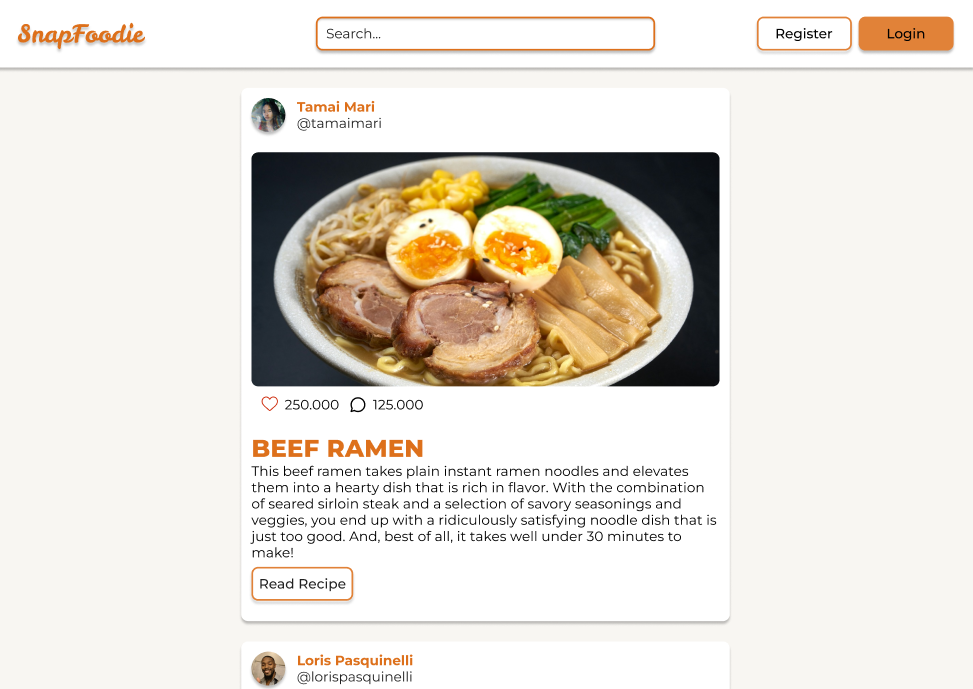 SnapFoodie
Search...
Register
Login
Tamai Mari
@tamaimari
250.000
125.000
BEEF RAMEN
This beef ramen takes plain instant ramen noodles and elevates
them into a hearty dish that is rich in flavor. With the combination
of seared sirloin steak and a selection of savory seasonings and
veggies, you end up with a ridiculously satisfying noodle dish that is
just too good. And, best of all, it takes well under 30 minutes to
make!
Read Recipe
Loris Pasquinelli
@lorispasquinelli